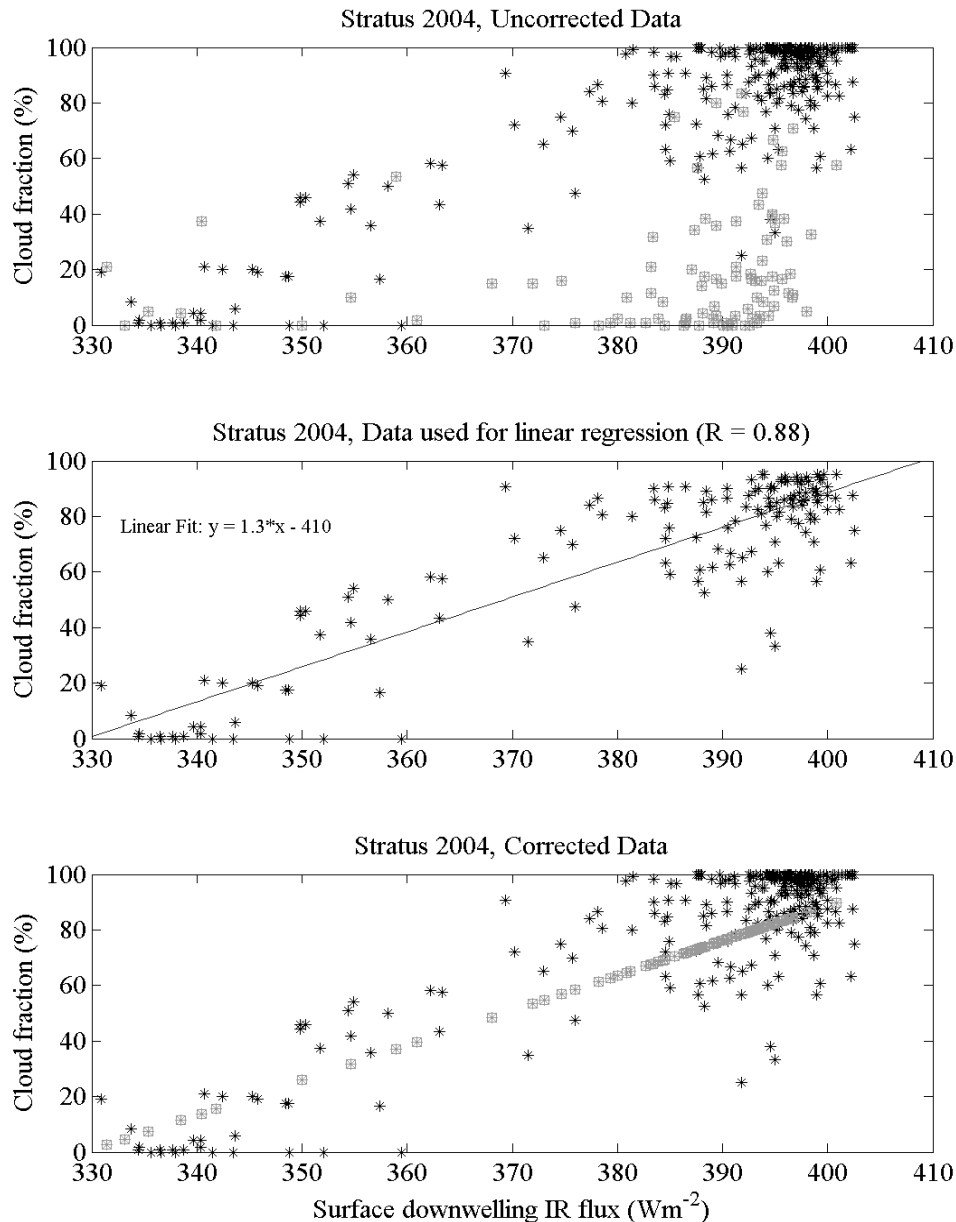 Stratus 2004, Uncorrected Data
Cloud fraction (%)
100
80
60
40
20
0
330 340 350 360 370 380 390 400 410
Stratus 2004, Data used for linear regression (R = 0.88)
Cloud fraction (%)
100
80
60
40
20
0
Linear Fit: y = 1.3*x - 410
330 340 350 360 370 380 390 400 410
Stratus 2004, Corrected Data
Cloud fraction (%)
100
80
60
40
20
0
330 340 350 360 370 380 390 400 410
Surface downwelling IR flux (Wm⁻²)